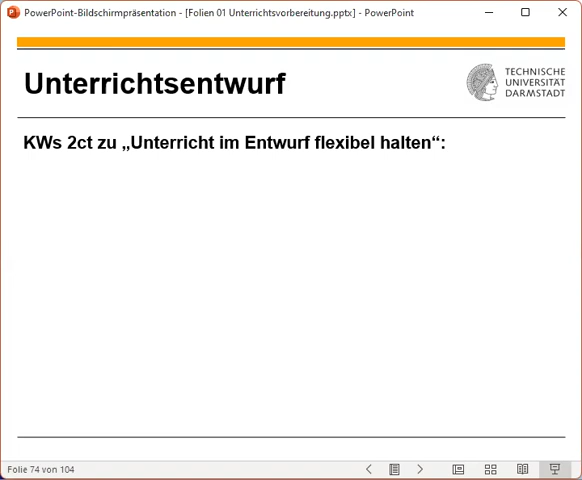 PowerPoint-Bildschirmpräsentation - [Folien 01 Unterrichtsvorbereitung.pptx] - PowerPoint
Unterrichtsentwurf
TECHNISCHE
UNIVERSITÄT
DARMSTADT
KWs 2ct zu „Unterricht im Entwurf flexibel halten“:
Folie 74 von 104